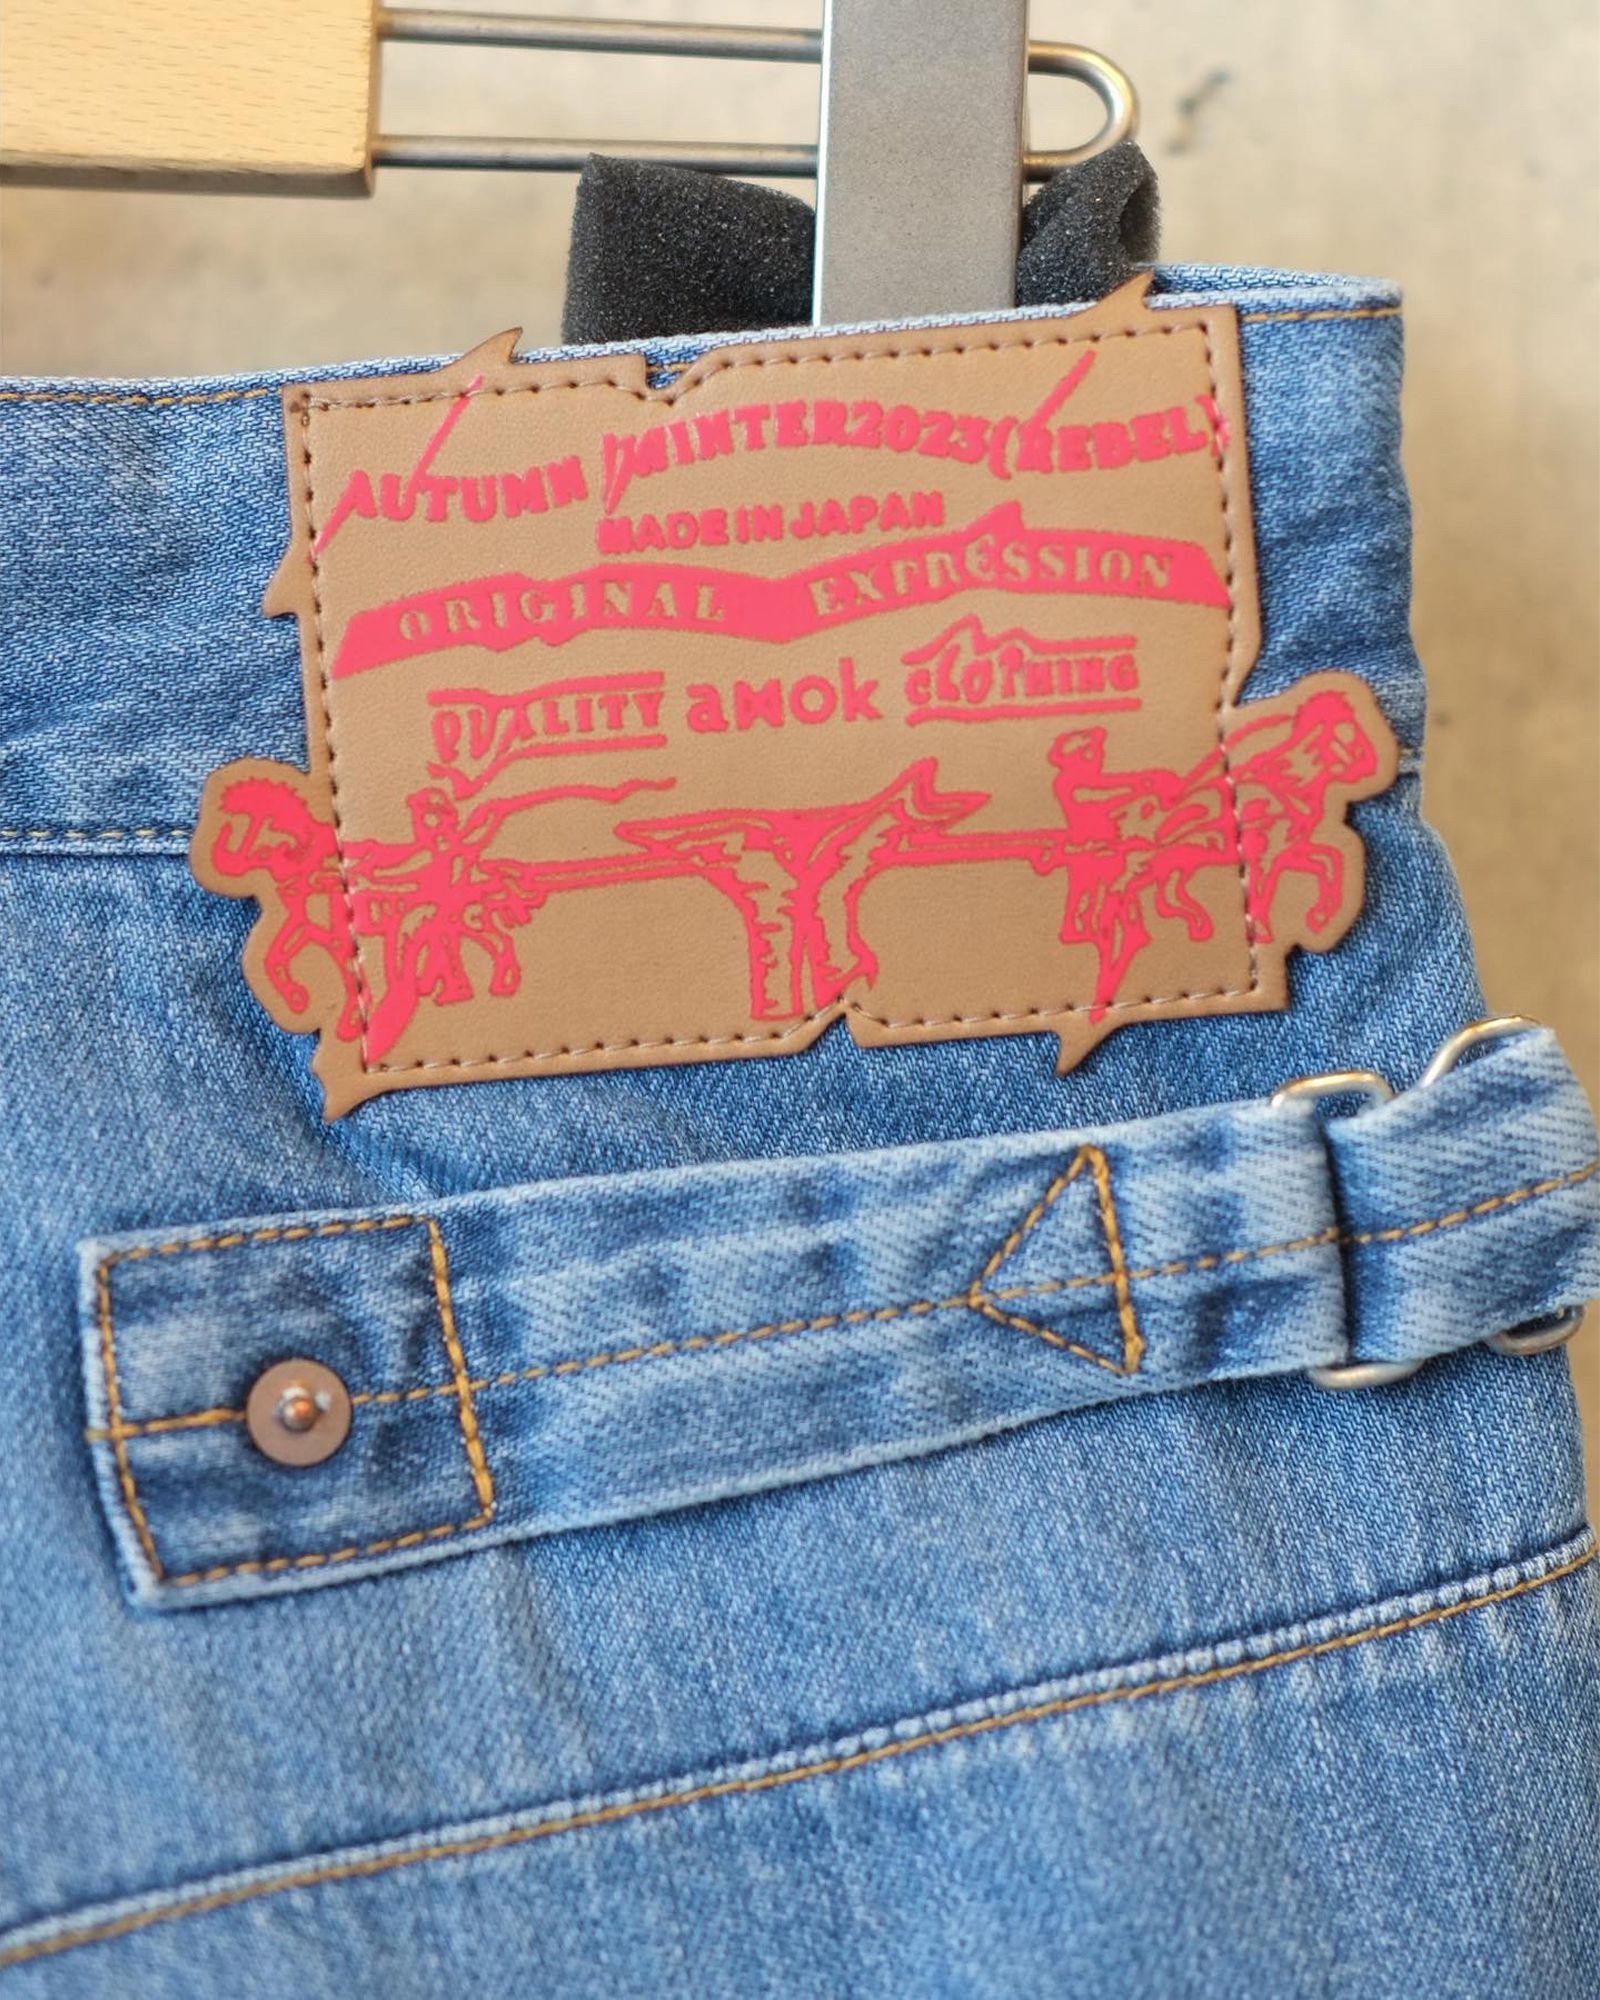 AUTUMN/WINTER2023(REBEL)
MADE IN JAPAN
ORIGINAL EXPRESSION
QUALITY amok CLOTHING